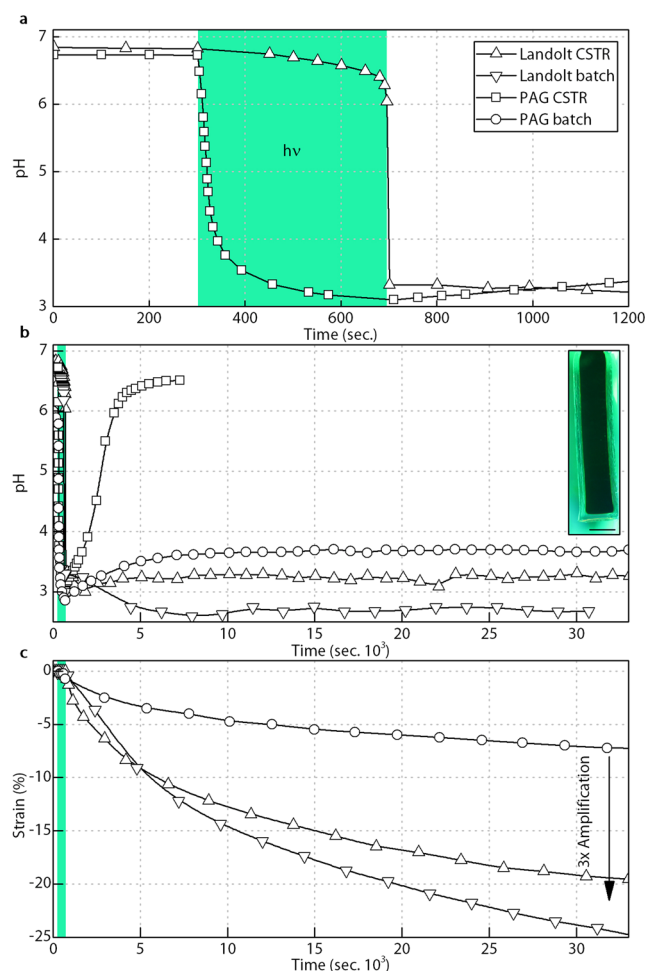 a
7
6
5
4
3
pH
hν
Landolt CSTR
Landolt batch
PAG CSTR
PAG batch
0 200 400 600 800 1000 1200
Time (sec.)
b
7
6
5
4
3
pH
0 5 10 15 20 25 30
Time (sec. 10³)
c
0
-5
-10
-15
-20
-25
Strain (%)
3x Amplification
0 5 10 15 20 25 30
Time (sec. 10³)